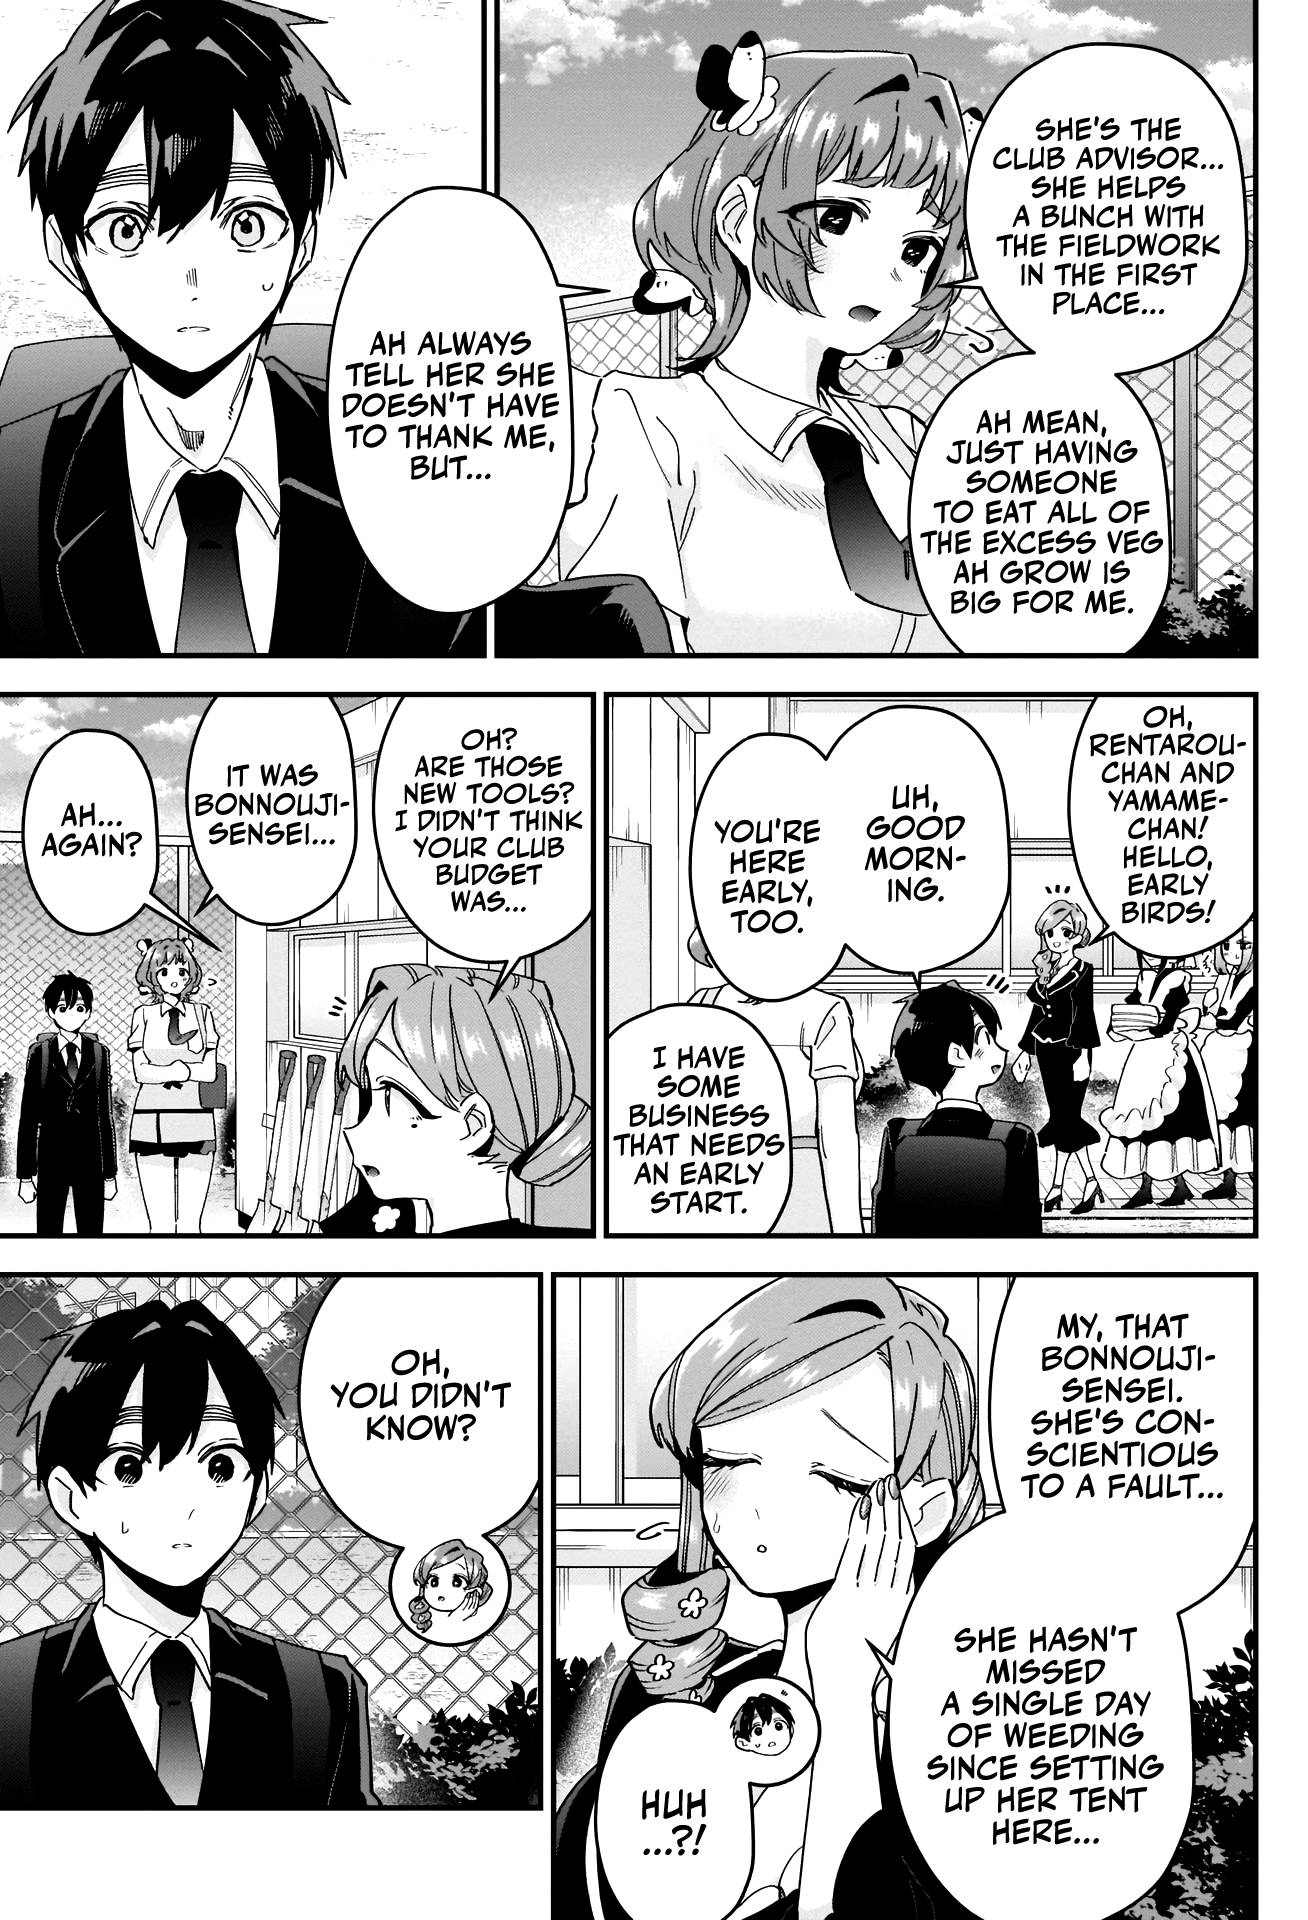 SHE'S THE
CLUB ADVISOR...
SHE HELPS
A BUNCH WITH
THE FIELDWORK
IN THE FIRST
PLACE...
AH MEAN,
JUST HAVING
SOMEONE
TO EAT ALL OF
THE EXCESS VEG
AH GROW IS
BIG FOR ME.
AH ALWAYS
TELL HER SHE
DOESN'T HAVE
TO THANK ME,
BUT...
OH,
RENTAROU-
CHAN AND
YAMAME-
CHAN!
HELLO,
EARLY
BIRDS!
UH,
GOOD
MORN-
ING.
YOU'RE
HERE
EARLY,
TOO.
I HAVE
SOME
BUSINESS
THAT NEEDS
AN EARLY
START.
OH?
ARE THOSE
NEW TOOLS?
I DIDN'T THINK
YOUR CLUB
BUDGET
WAS...
IT WAS
BONNOUJI-
SENSEI...
AH...
AGAIN?
MY, THAT
BONNOUJI-
SENSEI.
SHE'S CON-
SCIENTIOUS
TO A FAULT...
SHE HASN'T
MISSED
A SINGLE DAY
OF WEEDING
SINCE SETTING
UP HER TENT
HERE...
HUH
...?!
OH,
YOU DIDN'T
KNOW?